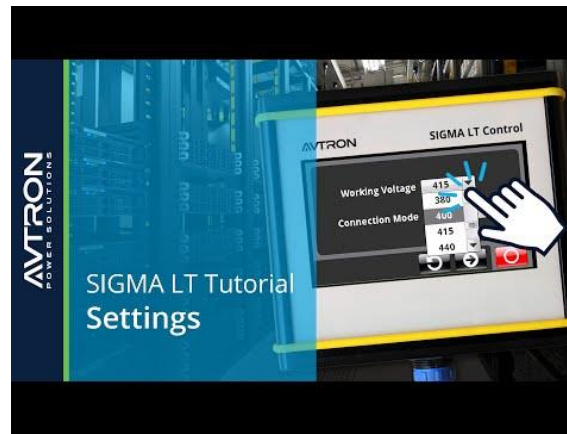 AVTRON
POWER SOLUTIONS
SIGMA LT Tutorial
Settings
AVTRON
SIGMA LT Control
Working Voltage
415
380
400
415
440
Connection Mode